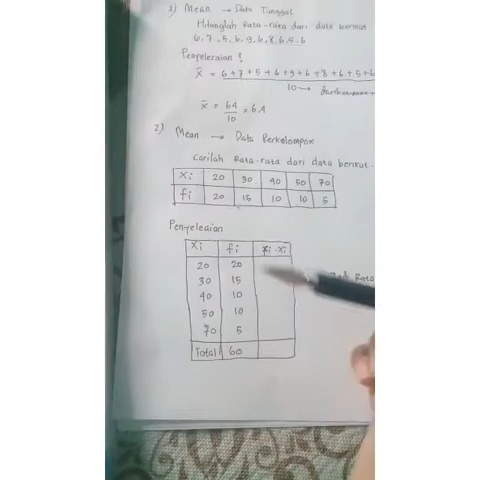 1) Mean → Data Tunggal
Hitunglah Rata-rata dari data berikut
6, 7, 5, 6, 9, 6, 8, 6, 5, 6
Penyelesaian :
x̄ = 6+7+5+6+9+6+8+6+5+6
10 →
x̄ = 64/10 = 6.4
2) Mean → Data Perkelompok
Carilah Rata-rata dari data berikut.
Xi 20 30 40 50 70
fi 20 15 10 10 5
Penyeleaian
Xi fi fi . Xi
20 20
30 15
40 10
50 10
70 5
Total 60